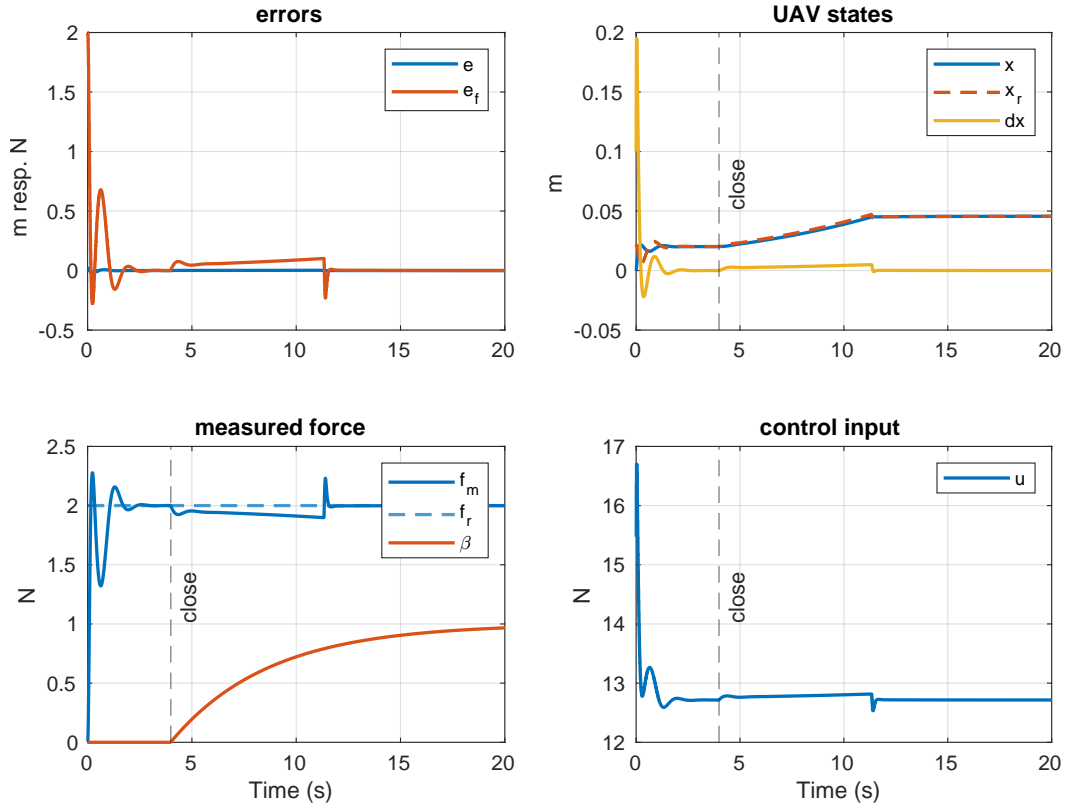 errors
m resp. N
2
1.5
1
0.5
0
-0.5
0
5
10
15
20
e
e_f
UAV states
m
0.2
0.15
0.1
0.05
0
-0.05
0
5
10
15
20
x
x_r
dx
close
measured force
N
2.5
2
1.5
1
0.5
0
0
5
10
15
20
Time (s)
f_m
f_r
β
close
control input
N
17
16
15
14
13
12
0
5
10
15
20
Time (s)
u
close